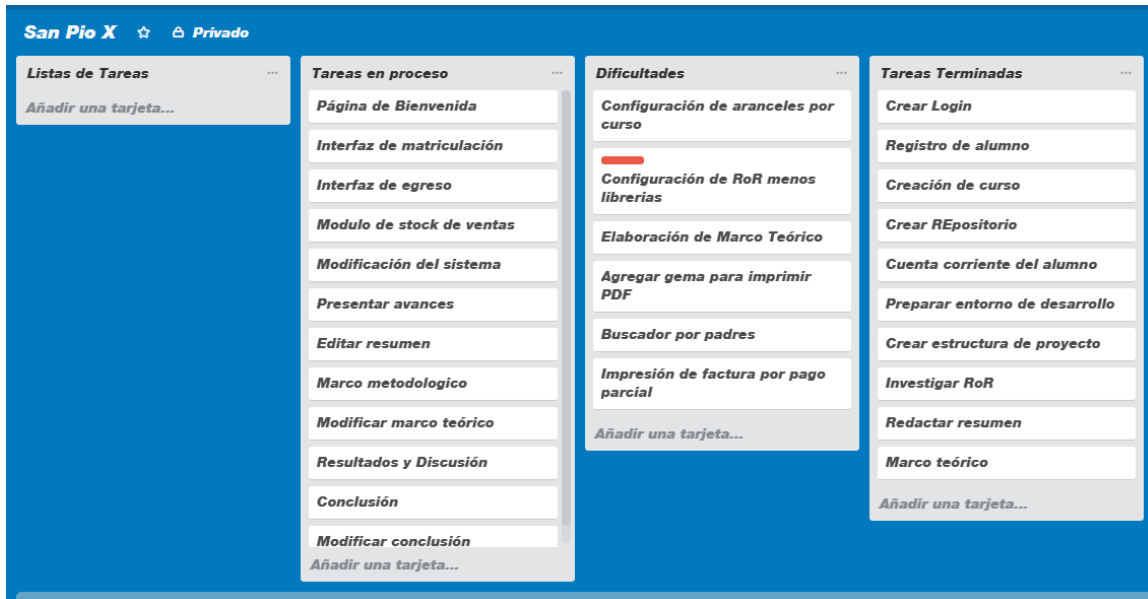 San Pio X
Privado
Listas de Tareas
Añadir una tarjeta...
Tareas en proceso
Página de Bienvenida
Interfaz de matriculación
Interfaz de egreso
Modulo de stock de ventas
Modificación del sistema
Presentar avances
Editar resumen
Marco metodologico
Modificar marco teórico
Resultados y Discusión
Conclusión
Modificar conclusión
Añadir una tarjeta...
Dificultades
Configuración de aranceles por
curso
Configuración de RoR menos
librerias
Elaboración de Marco Teórico
Agregar gema para imprimir
PDF
Buscador por padres
Impresión de factura por pago
parcial
Añadir una tarjeta...
Tareas Terminadas
Crear Login
Registro de alumno
Creación de curso
Crear REpositorio
Cuenta corriente del alumno
Preparar entorno de desarrollo
Crear estructura de proyecto
Investigar RoR
Redactar resumen
Marco teórico
Añadir una tarjeta...